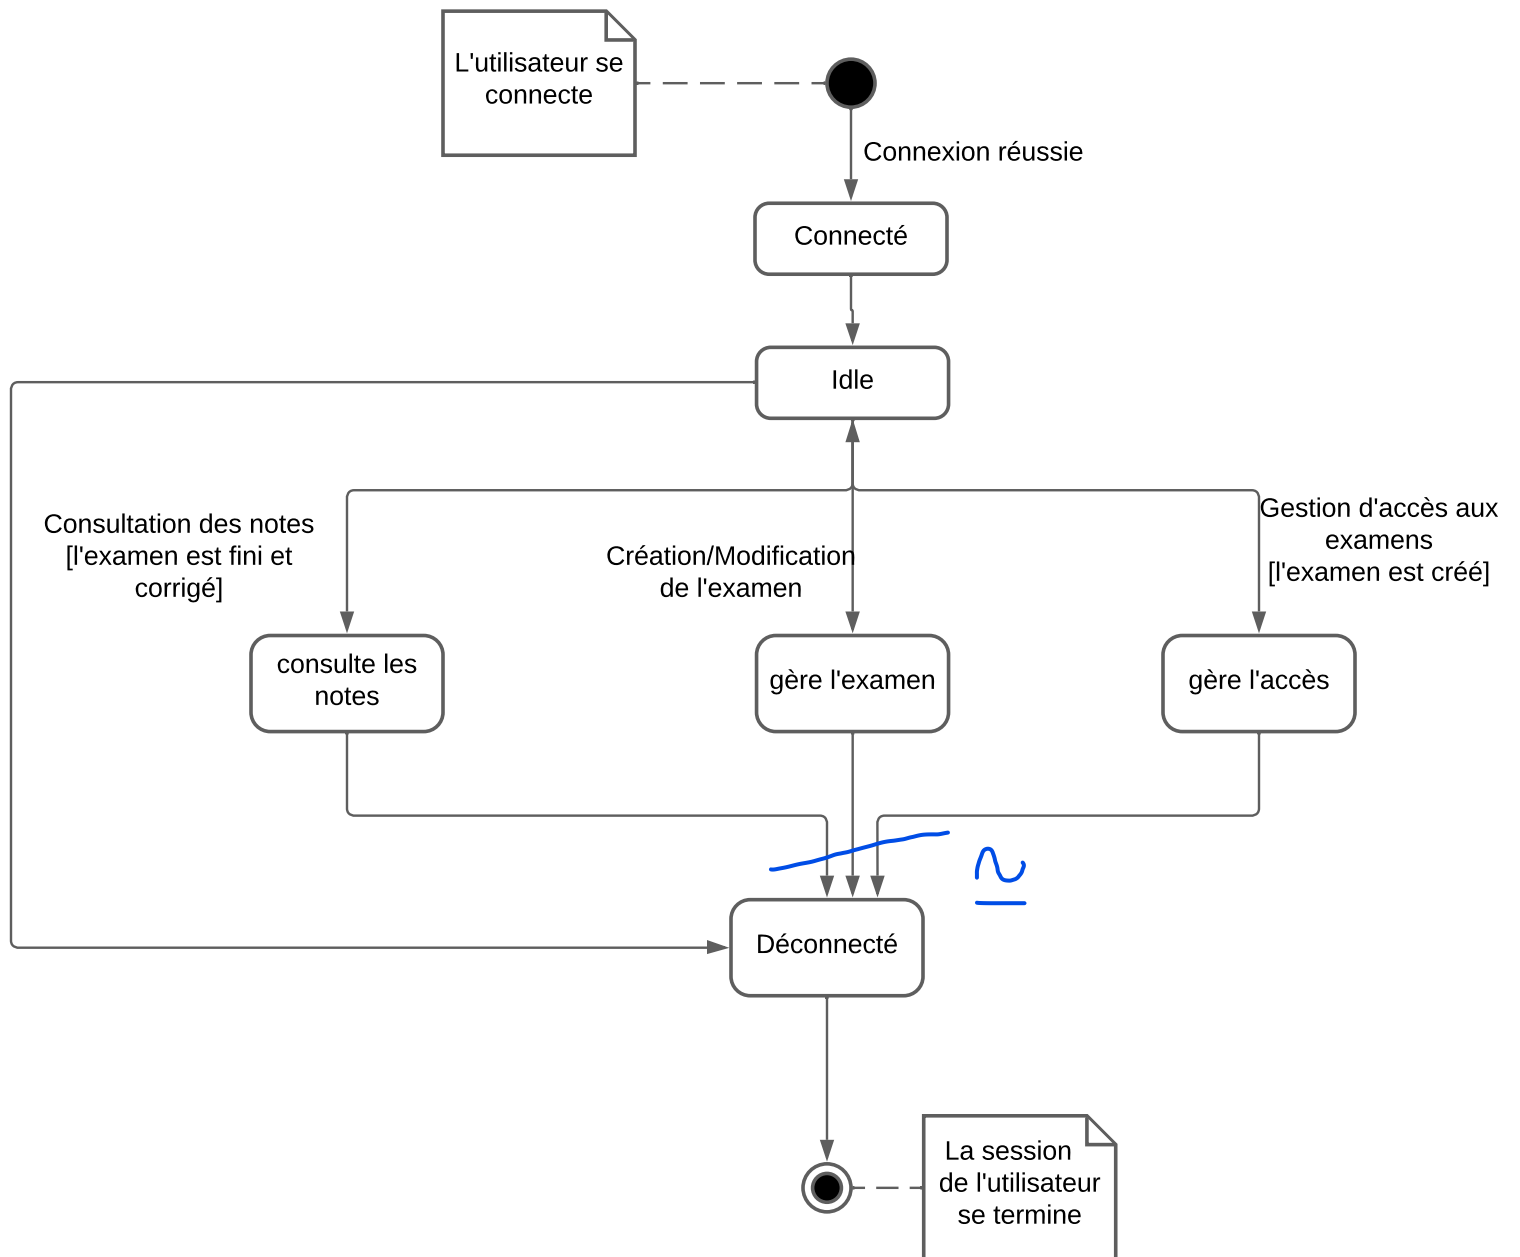 L'utilisateur se
connecte
Connexion réussie
Connecté
Idle
Consultation des notes
[l'examen est fini et
corrigé]
Création/Modification
de l'examen
Gestion d'accès aux
examens
[l'examen est créé]
consulte les
notes
gère l'examen
gère l'accès
Déconnecté
La session
de l'utilisateur
se termine